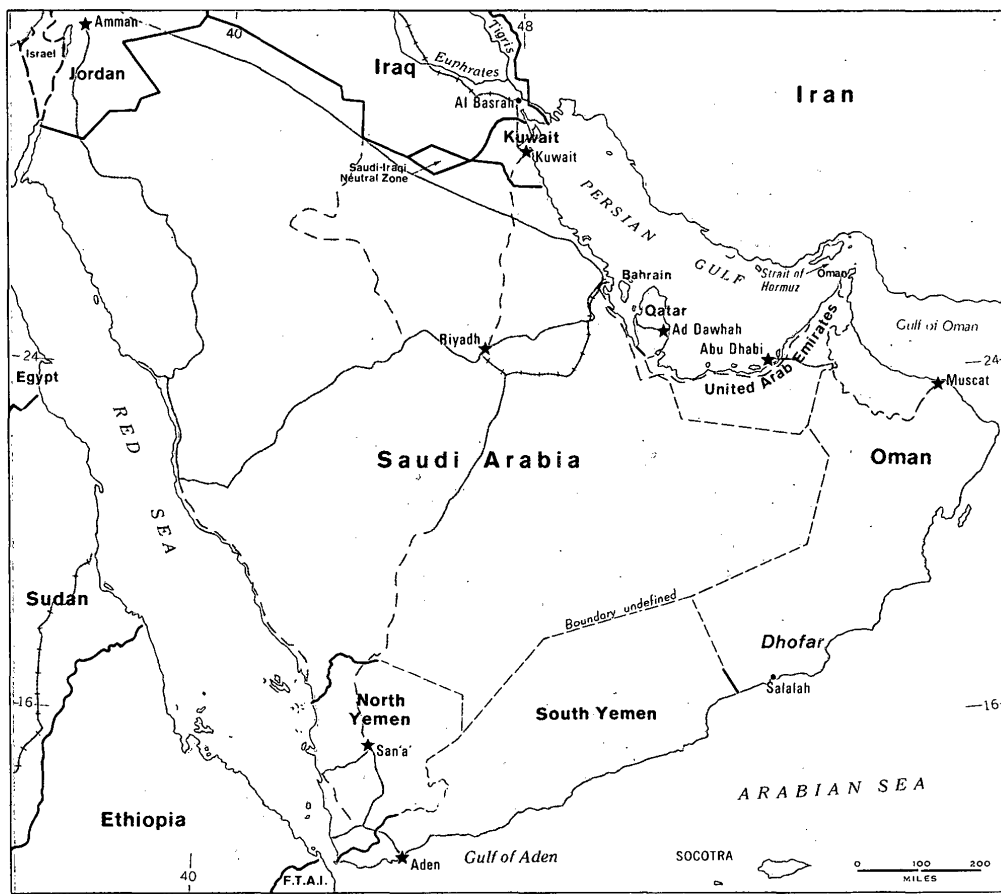 Amman
40
48
Tigris
Israel
Jordan
Iraq
Euphrates
Iran
Al Basrah
Kuwait
Kuwait
Saudi-Iraqi
Neutral Zone
PERSIAN
GULF
Strait of
Hormuz
Oman
Bahrain
Qatar
Ad Dawhah
Gulf of Oman
Riyadh
Abu Dhabi
24
24
Egypt
United Arab Emirates
Muscat
RED
SEA
Saudi Arabia
Oman
Sudan
Boundary undefined
Dhofar
Salalah
16
North
Yemen
South Yemen
16
San'a'
ARABIAN SEA
Ethiopia
Aden
Gulf of Aden
SOCOTRA
0 100 200
MILES
40
F.T.A.I.